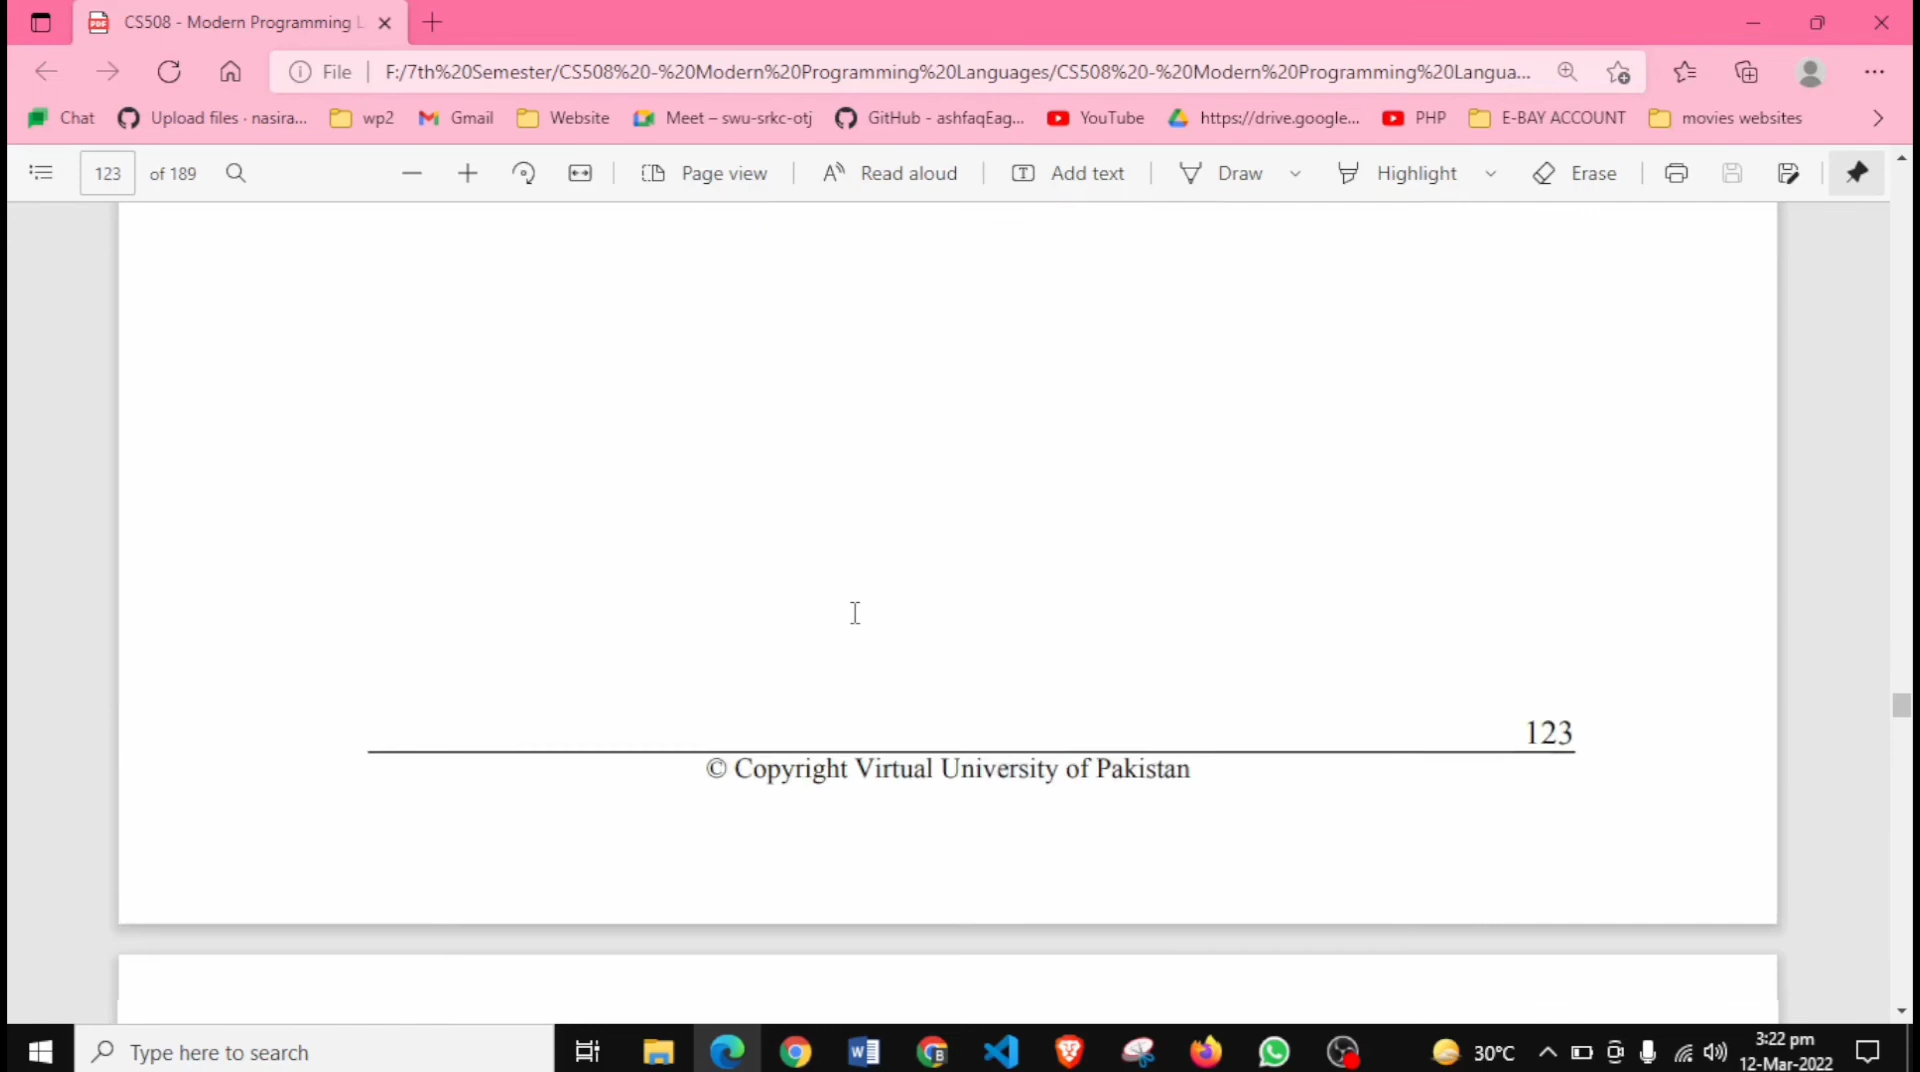 CS508 - Modern Programming L
File F:/7th%20Semester/CS508%20-%20Modern%20Programming%20Languages/CS508%20-%20Modern%20Programming%20Langua...
Chat Upload files · nasira... wp2 Gmail Website Meet – swu-srkc-otj GitHub - ashfaqEag... YouTube https://drive.google... PHP E-BAY ACCOUNT movies websites
123 of 189 Page view Read aloud Add text Draw Highlight Erase
123
© Copyright Virtual University of Pakistan
Type here to search 30°C 3:22 pm
12-Mar-2022